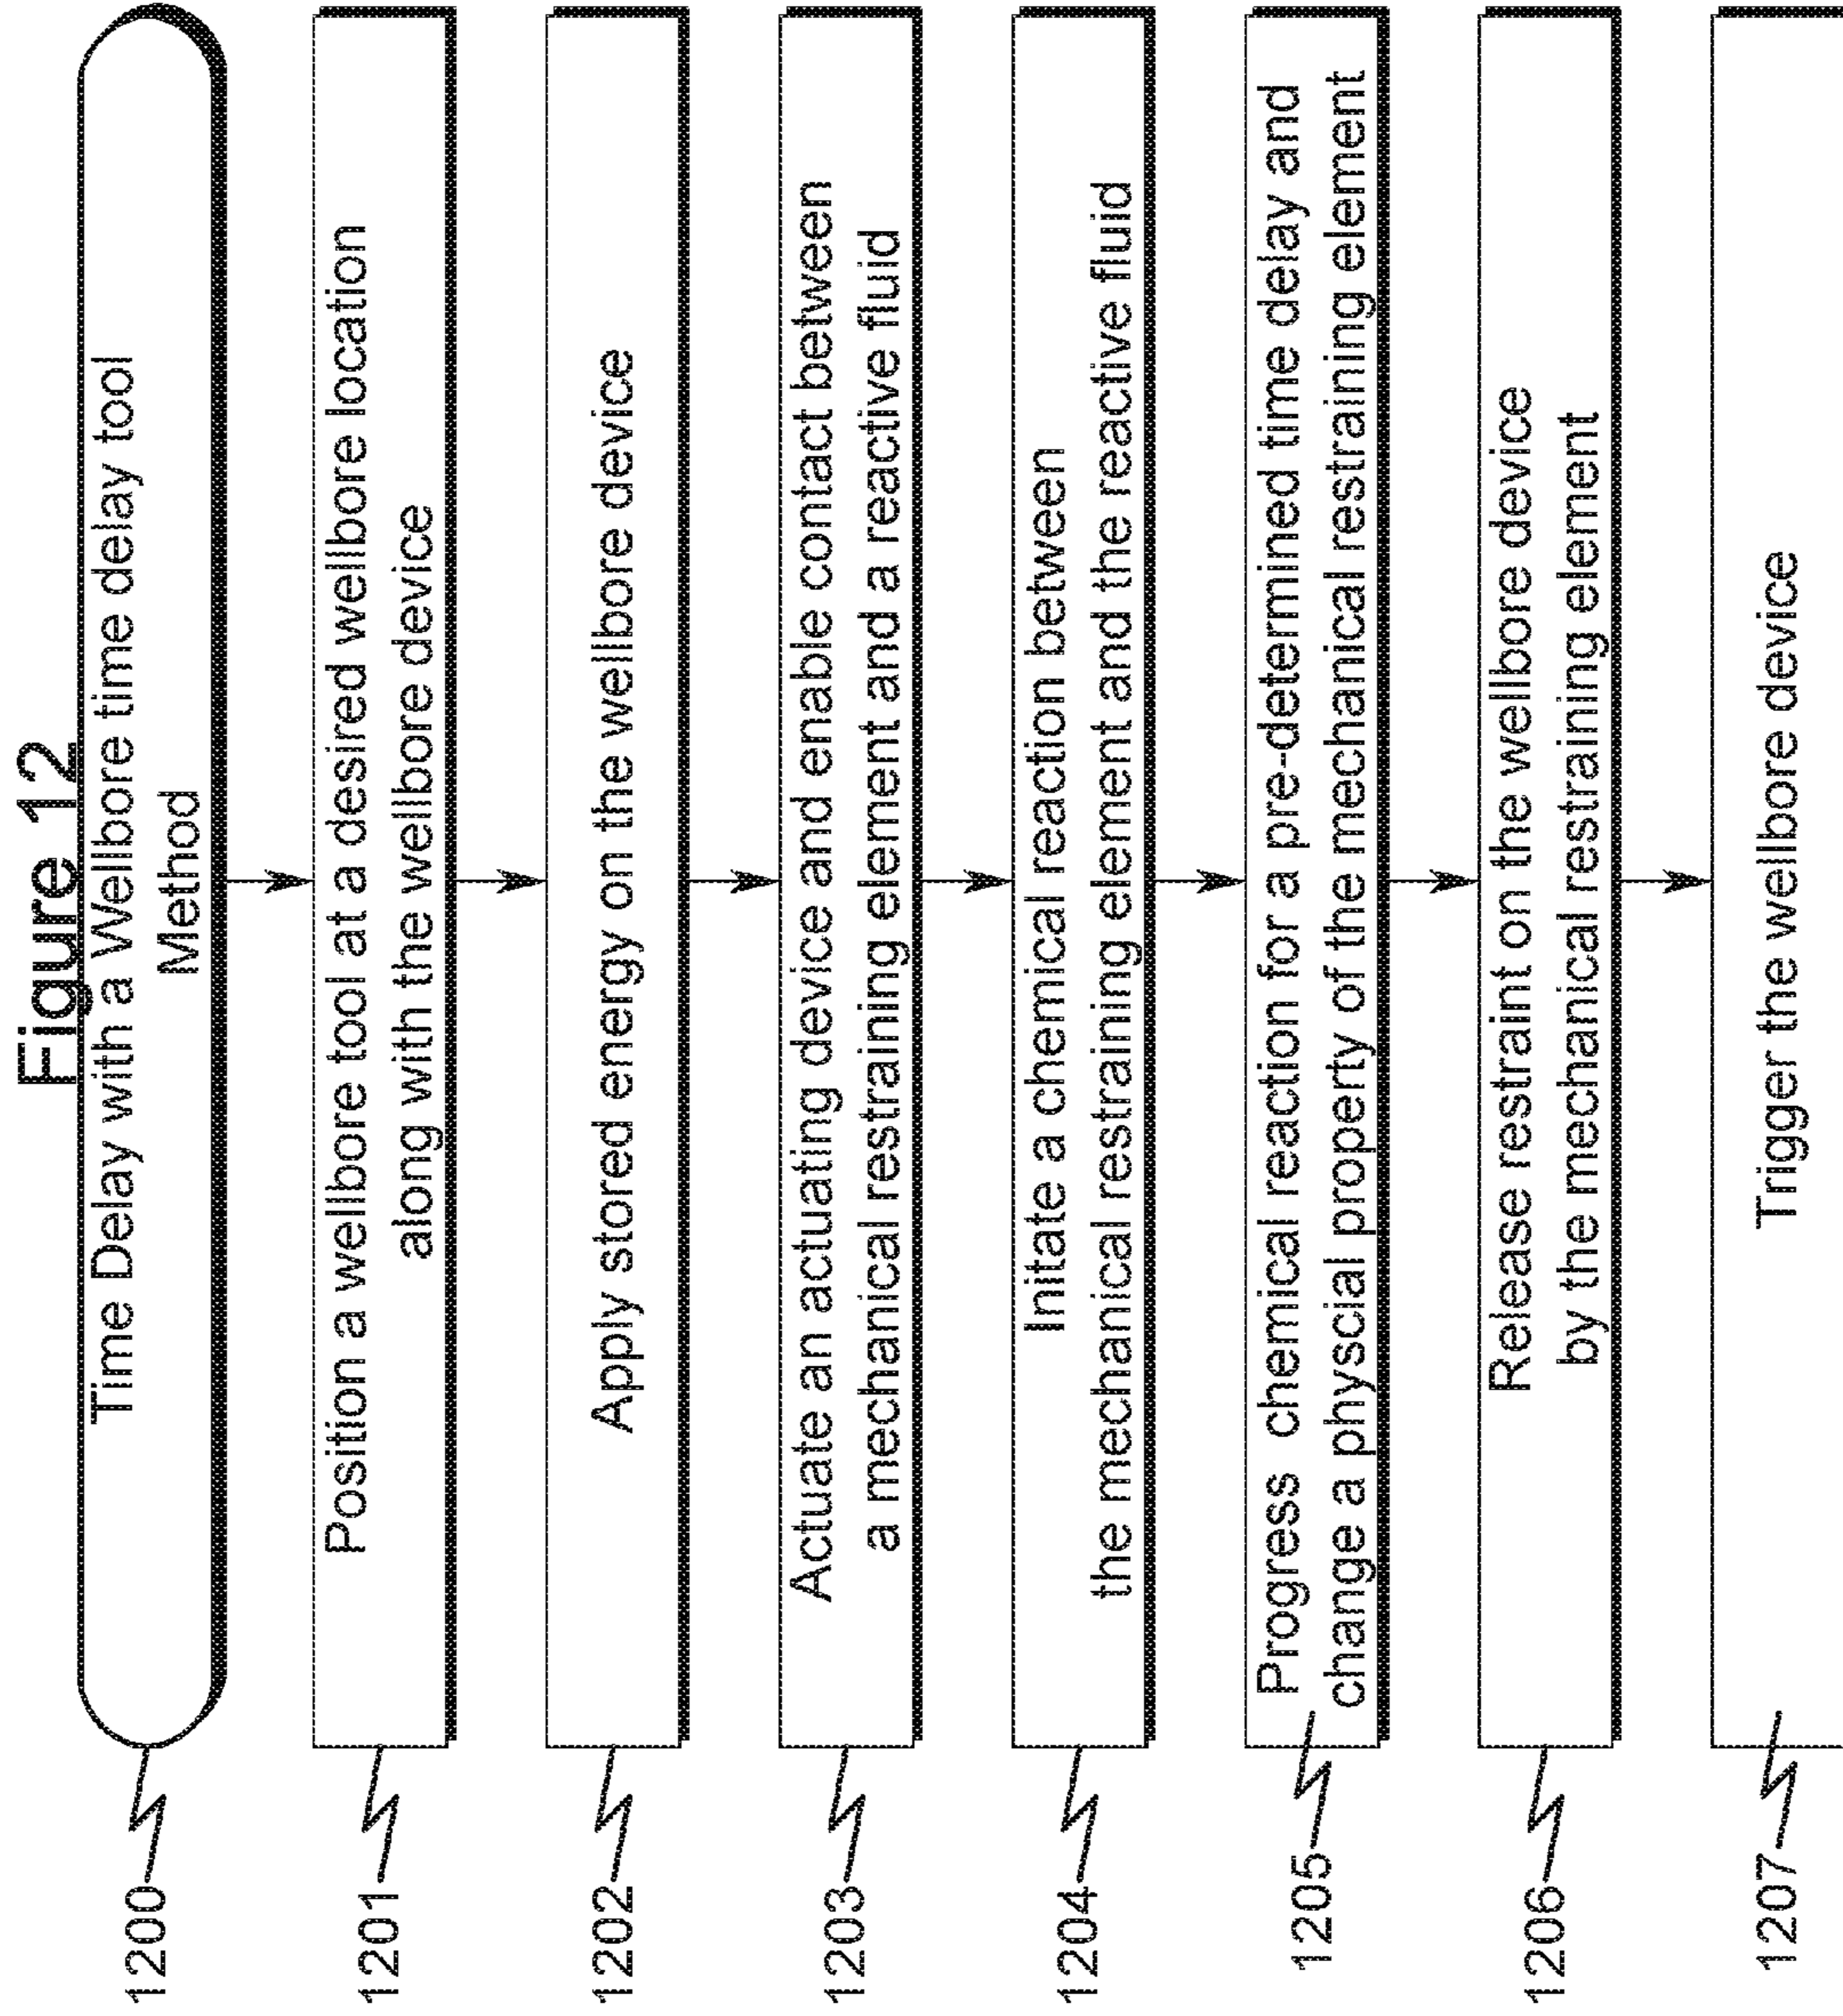 Figure 12
1200
Time Delay with a Wellbore time delay tool
Method
1201
Position a wellbore tool at a desired wellbore location
along with the wellbore device
1202
Apply stored energy on the wellbore device
1203
Actuate an actuating device and enable contact between
a mechanical restraining element and a reactive fluid
1204
Initate a chemical reaction between
the mechanical restraining element and the reactive fluid
1205
Progress chemical reaction for a pre-determined time delay and
change a physcial property of the mechanical restraining element
1206
Release restraint on the wellbore device
by the mechanical restraining element
1207
Trigger the wellbore device